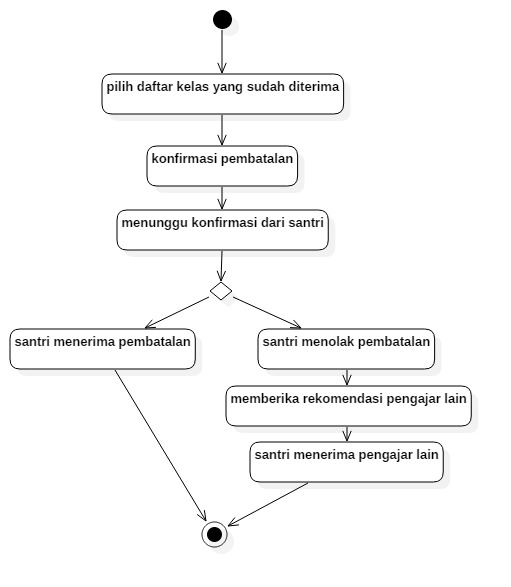 pilih daftar kelas yang sudah diterima
konfirmasi pembatalan
menunggu konfirmasi dari santri
santri menerima pembatalan
santri menolak pembatalan
memberika rekomendasi pengajar lain
santri menerima pengajar lain